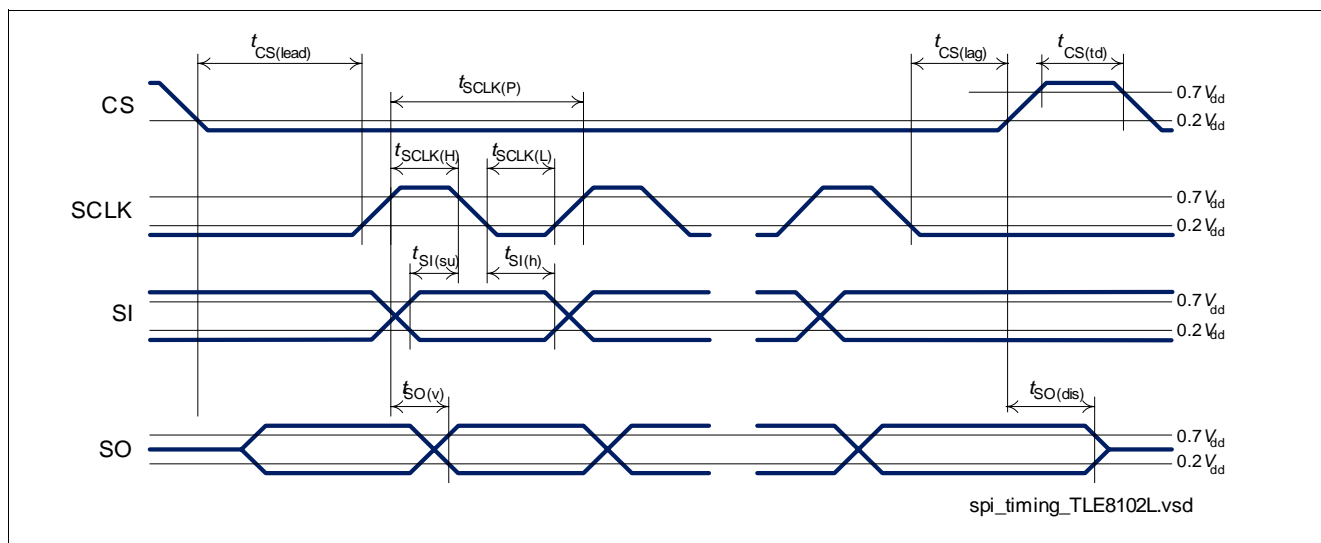 tCS(lead)
tCS(lag)
tCS(td)
tSCLK(P)
CS
0.7Vdd
0.2Vdd
tSCLK(H)
tSCLK(L)
SCLK
0.7Vdd
0.2Vdd
tSI(su)
tSI(h)
SI
0.7Vdd
0.2Vdd
tSO(v)
tSO(dis)
SO
0.7Vdd
0.2Vdd
spi_timing_TLE8102L.vsd